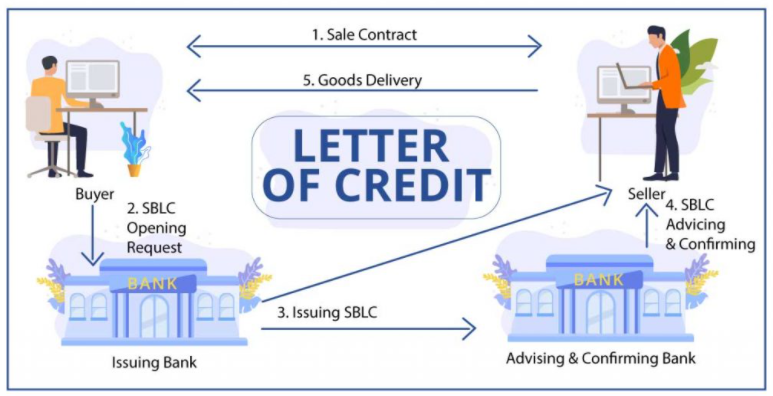 1. Sale Contract
5. Goods Delivery
LETTER
OF CREDIT
Buyer
Seller
2. SBLC
Opening
Request
4. SBLC
Advicing
& Confirming
BANK
BANK
3. Issuing SBLC
Issuing Bank
Advising & Confirming Bank